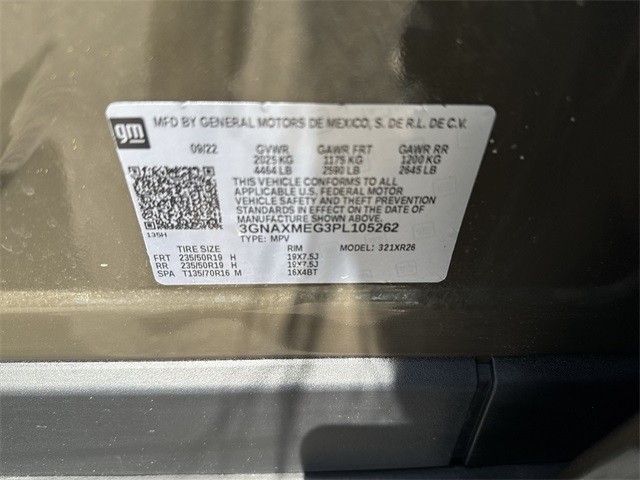 gm
MFD BY GENERAL MOTORS DE MEXICO, S. DE R.L. DE C.V.
09/22 GVWR GAWR FRT GAWR RR
2025 KG 1175 KG 1200 KG
4464 LB 2590 LB 2645 LB
THIS VEHICLE CONFORMS TO ALL
APPLICABLE U.S. FEDERAL MOTOR
VEHICLE SAFETY AND THEFT PREVENTION
STANDARDS IN EFFECT ON THE DATE OF
MANUFACTURE SHOWN ABOVE.
3GNAXMEG3PL105262
135H
TYPE: MPV MODEL: 321XR26
TIRE SIZE RIM
FRT 235/50R19 H 19X7.5J
RR 235/50R19 H 19X7.5J
SPA T135/70R16 M 16X4BT